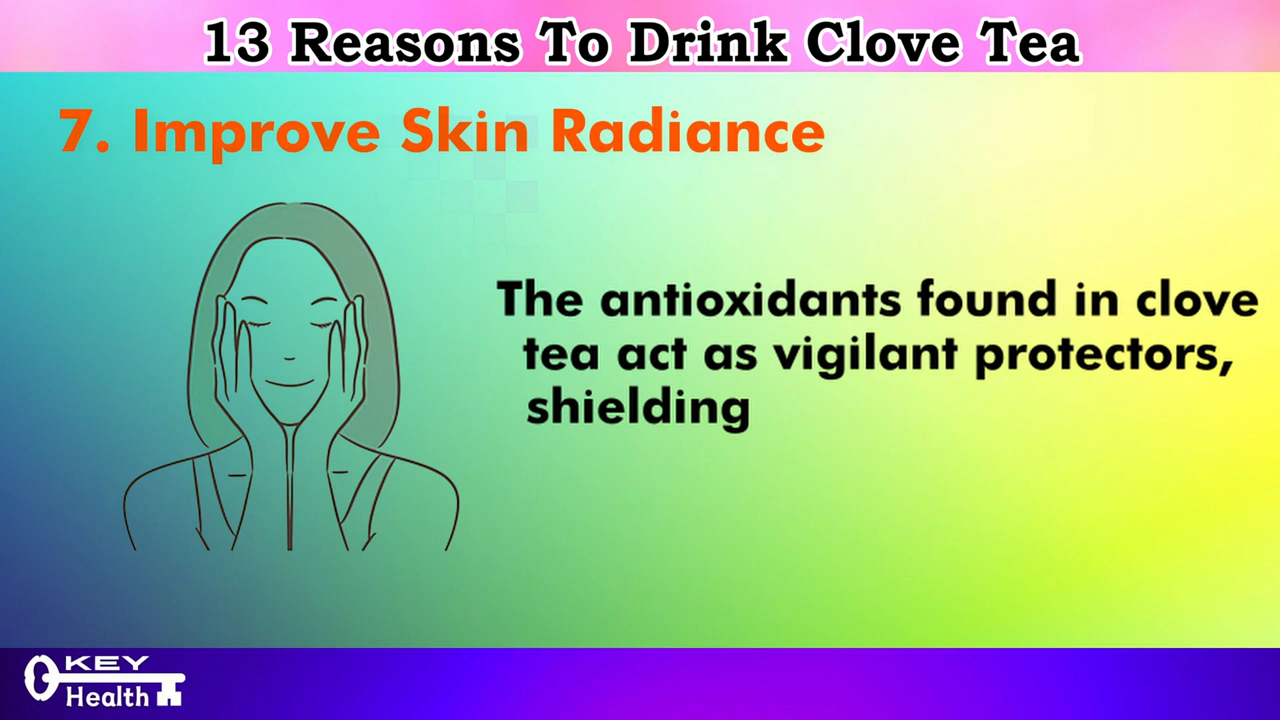 13 Reasons To Drink Clove Tea
7. Improve Skin Radiance
The antioxidants found in clove
tea act as vigilant protectors,
shielding
KEY
Health